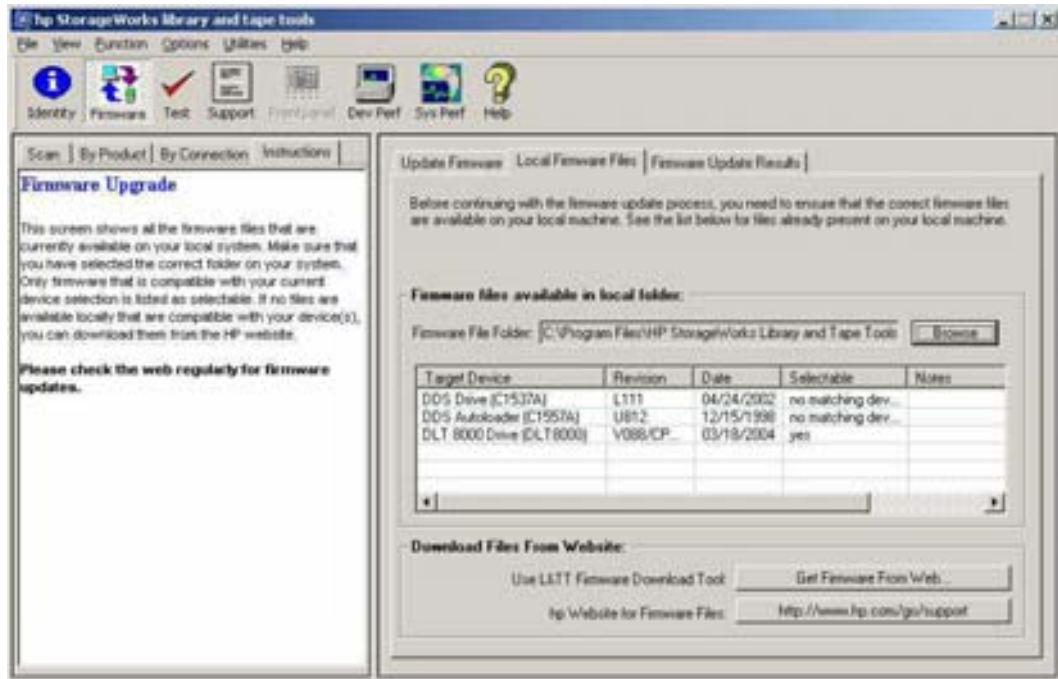 hp StorageWorks library and tape tools
File View Function Options Utilities Help
Identity Firmware Test Support Frontpanel Dev Perf Sys Perf Help
Scan By Product By Connection Instructions
Firmware Upgrade
This screen shows all the firmware files that are
currently available on your local system. Make sure that
you have selected the correct folder on your system.
Only firmware that is compatible with your current
device selection is listed as selectable. If no files are
available locally that are compatible with your device(s),
you can download them from the HP website.
Please check the web regularly for firmware
updates.
Update Firmware Local Firmware Files Firmware Update Results
Before continuing with the firmware update process, you need to ensure that the correct firmware files
are available on your local machine. See the list below for files already present on your local machine.
Firmware files available in local folder:
Firmware File Folder: C:\Program Files\HP StorageWorks Library and Tape Tools Browse
Target Device Revision Date Selectable Notes
DDS Drive (C1537A) L111 04/24/2002 no matching dev...
DDS Autoloader (C1557A) U812 12/15/1998 no matching dev...
DLT 8000 Drive (DLT8000) V088/CP... 03/18/2004 yes
Download Files From Website:
Use L&TT Firmware Download Tool: Get Firmware From Web...
hp Website for Firmware Files: http://www.hp.com/go/support